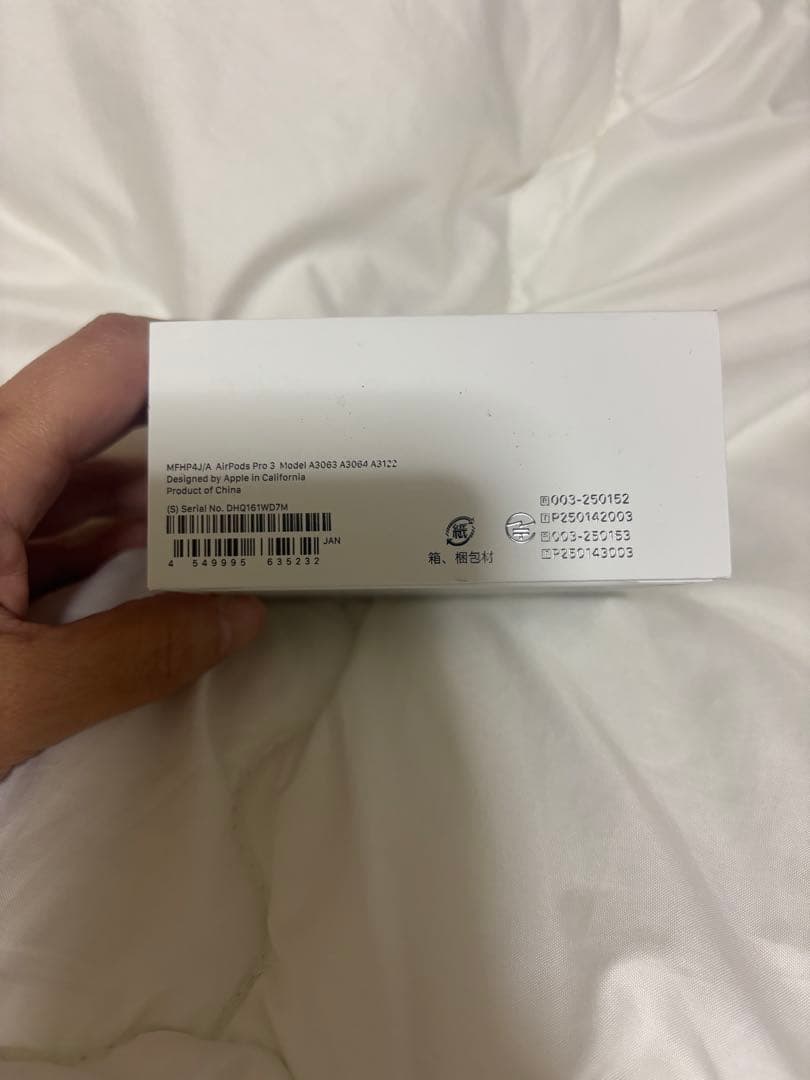 MFHP4J/A AirPods Pro 3 Model A3063 A3064 A3122
Designed by Apple in California
Product of China
(S) Serial No. DHQ161WD7M
JAN
4 549995 635232
紙
箱、梱包材
R 003-250152
T P250142003
R 003-250153
T P250143003